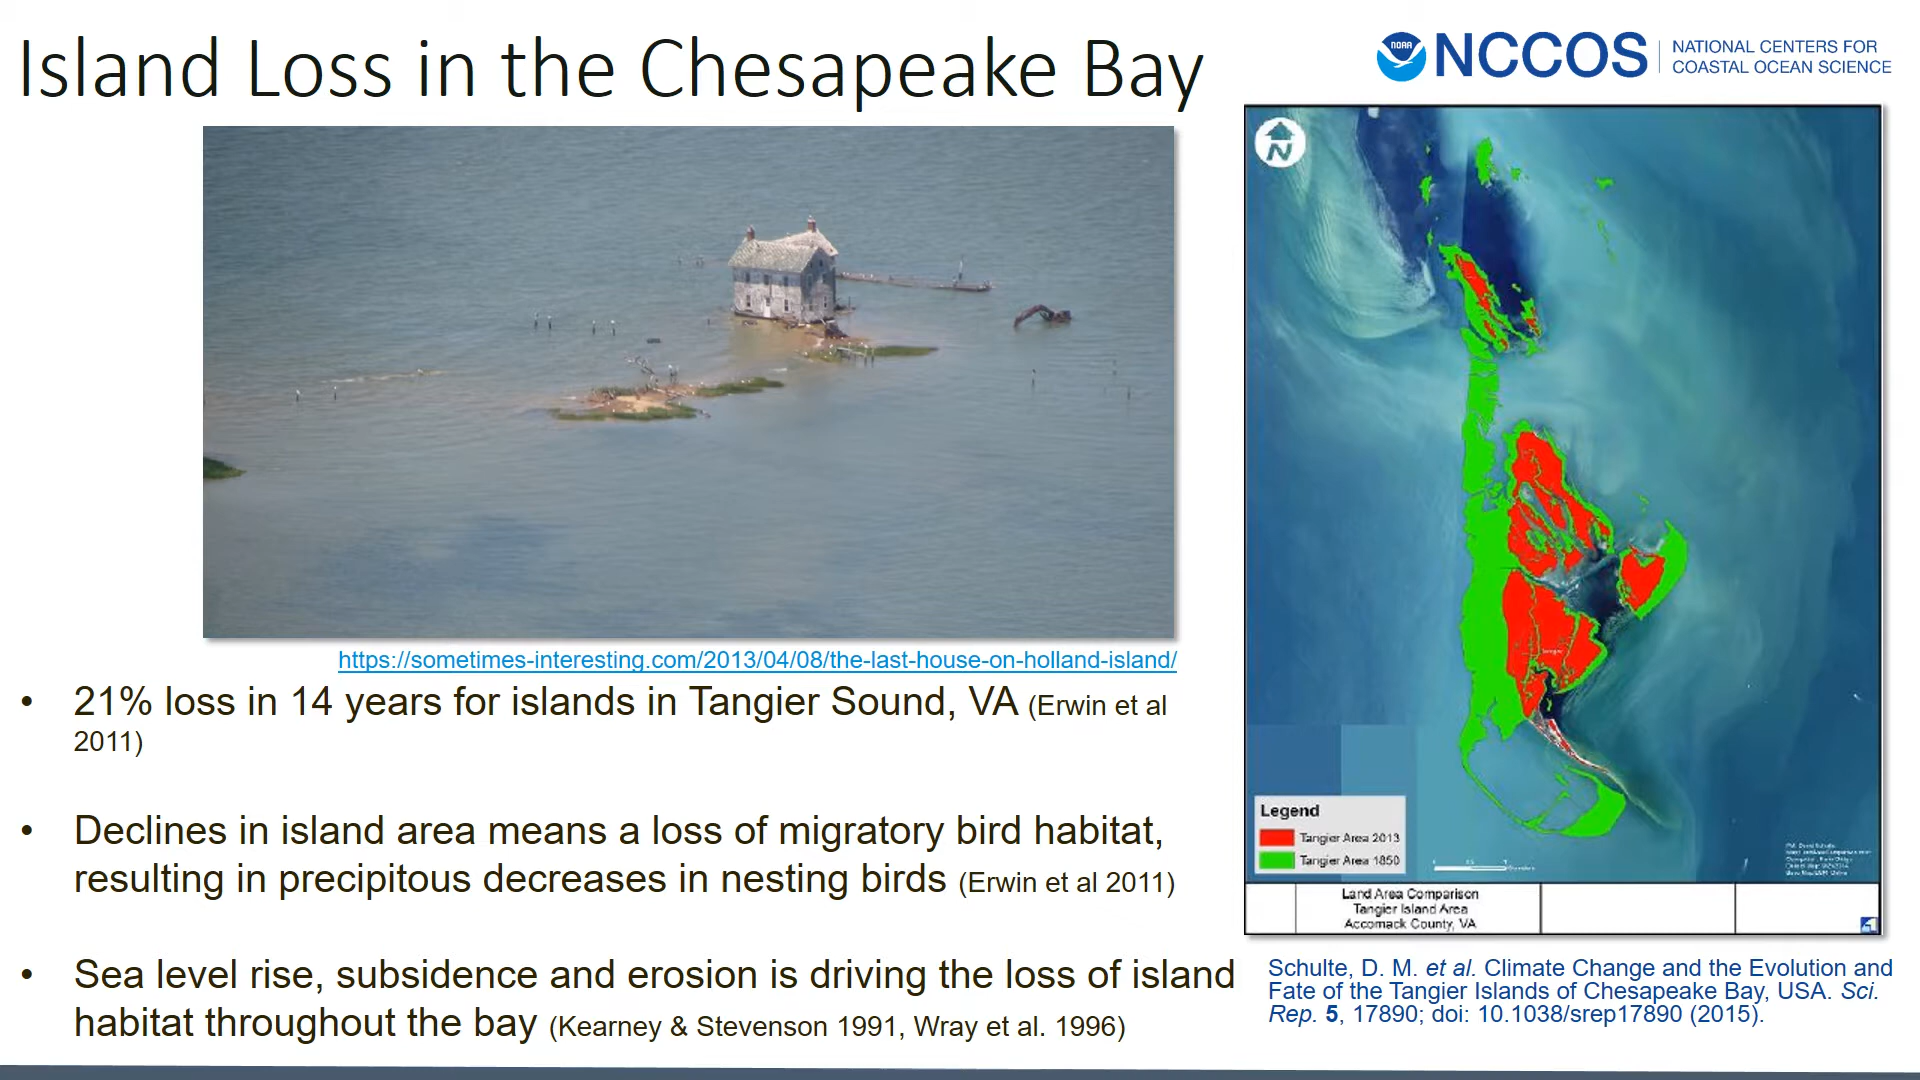 Island Loss in the Chesapeake Bay
NOAA
NCCOS
NATIONAL CENTERS FOR
COASTAL OCEAN SCIENCE
https://sometimes-interesting.com/2013/04/08/the-last-house-on-holland-island/
• 21% loss in 14 years for islands in Tangier Sound, VA (Erwin et al
2011)
• Declines in island area means a loss of migratory bird habitat,
resulting in precipitous decreases in nesting birds (Erwin et al 2011)
• Sea level rise, subsidence and erosion is driving the loss of island
habitat throughout the bay (Kearney & Stevenson 1991, Wray et al. 1996)
N
Legend
Tangier Area 2013
Tangier Area 1850
Land Area Comparison
Tangier Island Area
Accomack County, VA
Schulte, D. M. et al. Climate Change and the Evolution and
Fate of the Tangier Islands of Chesapeake Bay, USA. Sci.
Rep. 5, 17890; doi: 10.1038/srep17890 (2015).